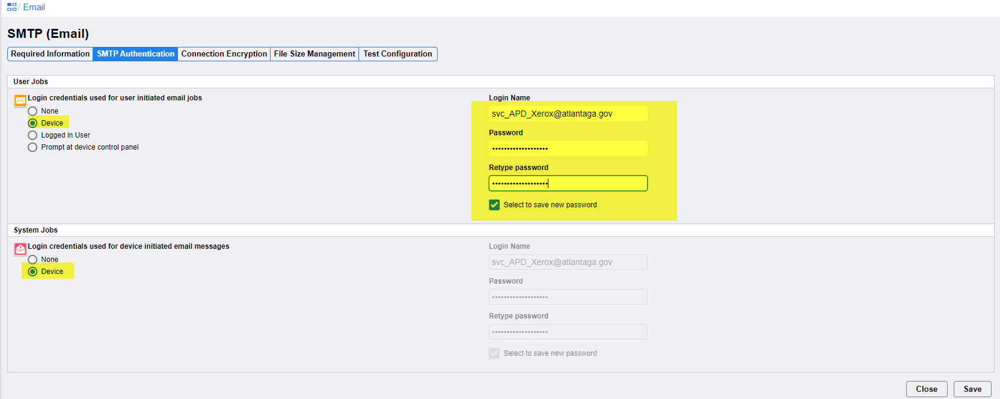 / Email
SMTP (Email)
Required Information SMTP Authentication Connection Encryption File Size Management Test Configuration
User Jobs
Login credentials used for user initiated email jobs
None
Device
Logged in User
Prompt at device control panel
Login Name
svc_APD_Xerox@atlantaga.gov
Password
•••••••••••••••••••
Retype password
•••••••••••••••••••
Select to save new password
System Jobs
Login credentials used for device initiated email messages
None
Device
Login Name
svc_APD_Xerox@atlantaga.gov
Password
•••••••••••••••••••
Retype password
•••••••••••••••••••
Select to save new password
Close Save